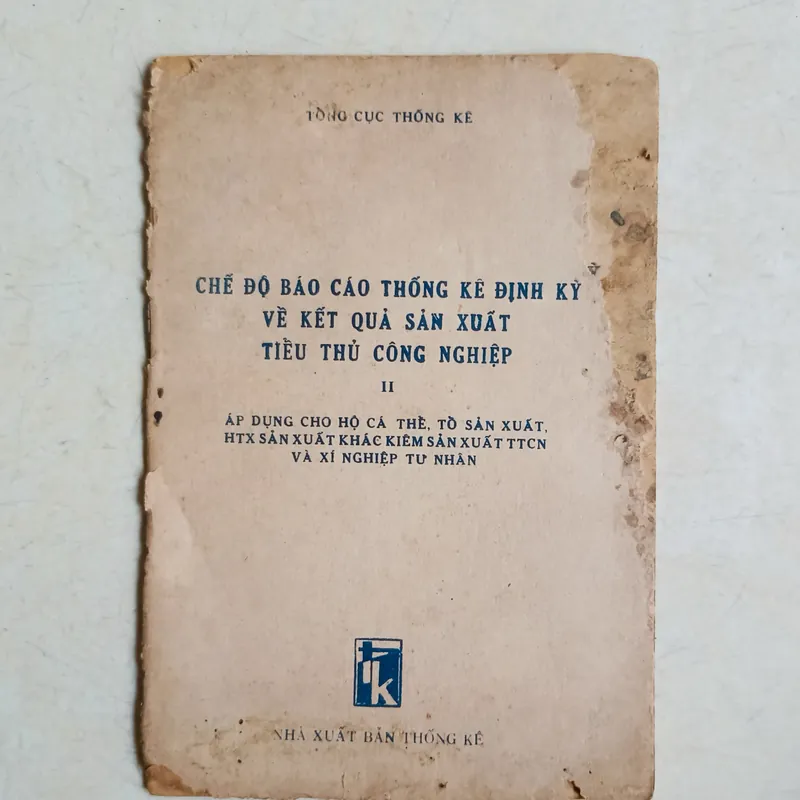 TỔNG CỤC THỐNG KÊ
CHẾ ĐỘ BÁO CÁO THỐNG KÊ ĐỊNH KỲ
VỀ KẾT QUẢ SẢN XUẤT
TIỂU THỦ CÔNG NGHIỆP
II
ÁP DỤNG CHO HỘ CÁ THỂ, TỔ SẢN XUẤT,
HTX SẢN XUẤT KHÁC KIÊM SẢN XUẤT TTCN
VÀ XÍ NGHIỆP TƯ NHÂN
tk
NHÀ XUẤT BẢN THỐNG KÊ